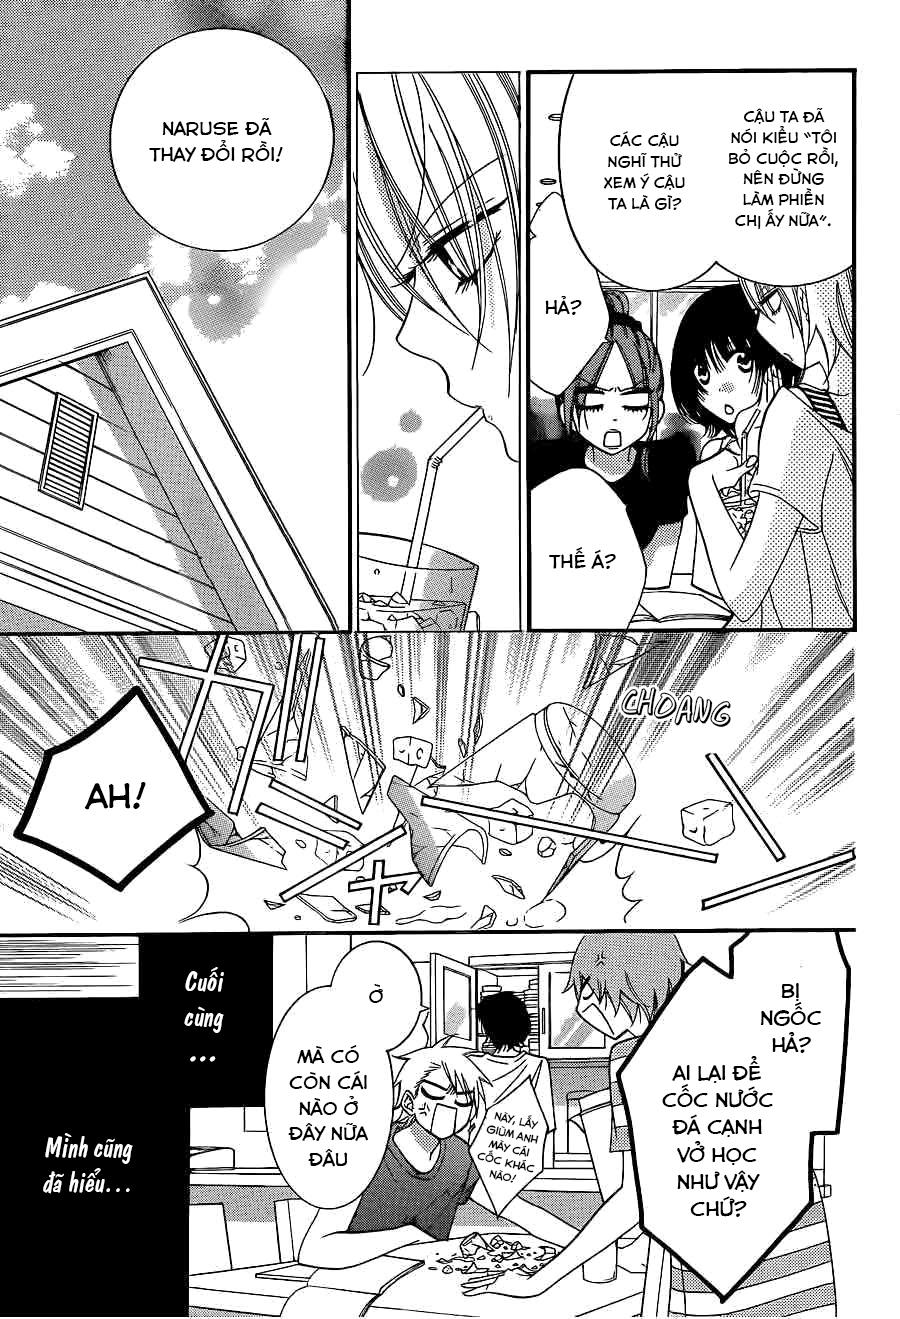 CẬU TA ĐÃ
NÓI KIỂU "TÔI
BỎ CUỘC RỒI,
NÊN ĐỪNG
LÀM PHIỀN
CHỊ ẤY NỮA".
CÁC CẬU
NGHĨ THỬ
XEM Ý CẬU
TA LÀ GÌ?
HẢ?
THẾ Á?
NARUSE ĐÃ
THAY ĐỔI RỒI!
CHOANG
AH!
BỊ
NGỐC
HẢ?
AI LẠI ĐỂ
CỐC NƯỚC
ĐÁ CẠNH
VỞ HỌC
NHƯ VẬY
CHỨ?
NÀY, LẤY
GIÙM ANH
MÀY CÁI
CỐC KHÁC
NÀO!
Ờ
MÀ CÓ
CÒN CÁI
NÀO Ở
ĐÂY NỮA
ĐÂU
Cuối
cùng
...
Mình cũng
đã hiểu...